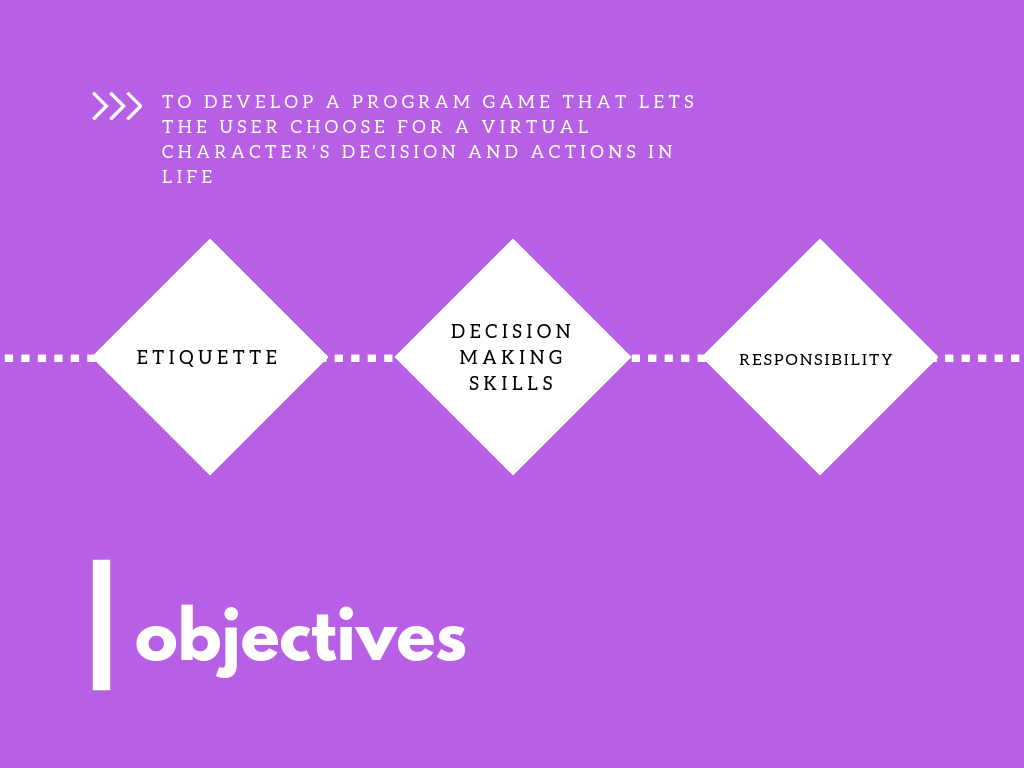 TO DEVELOP A PROGRAM GAME THAT LETS
THE USER CHOOSE FOR A VIRTUAL
CHARACTER'S DECISION AND ACTIONS IN
LIFE
ETIQUETTE
DECISION
MAKING
SKILLS
RESPONSIBILITY
objectives